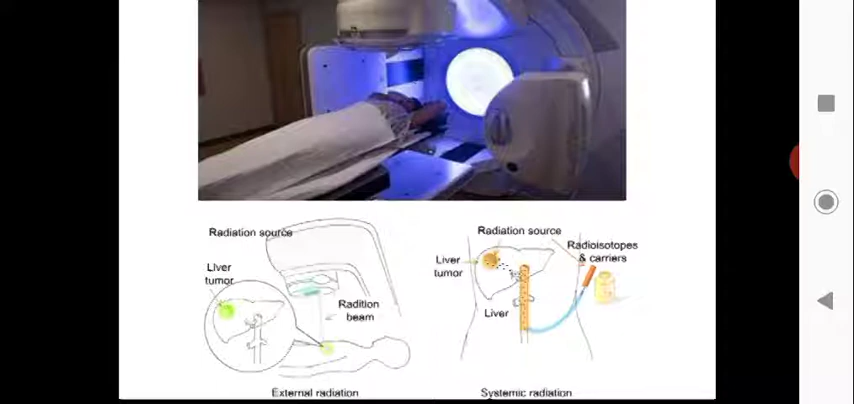 Radiation source
Liver
tumor
Radition
beam
External radiation
Radiation source
Radioisotopes
& carriers
Liver
tumor
Liver
Systemic radiation